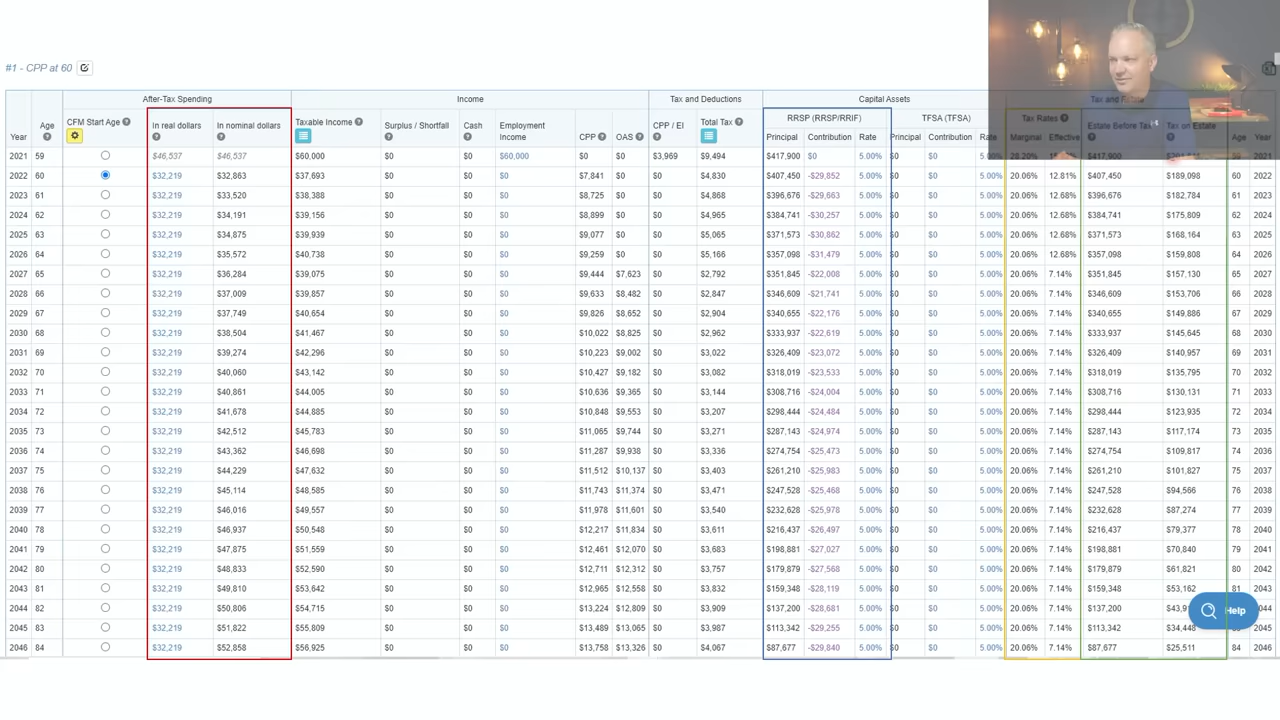 #1 - CPP at 60
After-Tax Spending Income Tax and Deductions Capital Assets Tax and Estate
Year Age CFM Start Age In real dollars In nominal dollars Taxable Income Surplus / Shortfall Cash Employment Income CPP OAS CPP / EI Total Tax RRSP (RRSP/RRIF) TFSA (TFSA) Tax Rates Estate Before Tax Tax on Estate Age Year
Principal Contribution Rate Principal Contribution Rate Marginal Effective
2021 59 $46,537 $46,537 $60,000 $0 $0 $60,000 $0 $0 $3,969 $9,494 $417,900 $0 5.00% $0 $0 5.00% 28.20% $417,900 2021
2022 60 $32,219 $32,863 $37,693 $0 $0 $0 $7,841 $0 $0 $4,830 $407,450 -$29,852 5.00% $0 $0 5.00% 20.06% 12.81% $407,450 $189,098 60 2022
2023 61 $32,219 $33,520 $38,388 $0 $0 $0 $8,725 $0 $0 $4,868 $396,676 -$29,663 5.00% $0 $0 5.00% 20.06% 12.68% $396,676 $182,784 61 2023
2024 62 $32,219 $34,191 $39,156 $0 $0 $0 $8,899 $0 $0 $4,965 $384,741 -$30,257 5.00% $0 $0 5.00% 20.06% 12.68% $384,741 $175,809 62 2024
2025 63 $32,219 $34,875 $39,939 $0 $0 $0 $9,077 $0 $0 $5,065 $371,573 -$30,862 5.00% $0 $0 5.00% 20.06% 12.68% $371,573 $168,164 63 2025
2026 64 $32,219 $35,572 $40,738 $0 $0 $0 $9,259 $0 $0 $5,166 $357,098 -$31,479 5.00% $0 $0 5.00% 20.06% 12.68% $357,098 $159,808 64 2026
2027 65 $32,219 $36,284 $39,075 $0 $0 $0 $9,444 $7,623 $0 $2,792 $351,845 -$22,008 5.00% $0 $0 5.00% 20.06% 7.14% $351,845 $157,130 65 2027
2028 66 $32,219 $37,009 $39,857 $0 $0 $0 $9,633 $8,482 $0 $2,847 $346,609 -$21,741 5.00% $0 $0 5.00% 20.06% 7.14% $346,609 $153,706 66 2028
2029 67 $32,219 $37,749 $40,654 $0 $0 $0 $9,826 $8,652 $0 $2,904 $340,655 -$22,176 5.00% $0 $0 5.00% 20.06% 7.14% $340,655 $149,886 67 2029
2030 68 $32,219 $38,504 $41,467 $0 $0 $0 $10,022 $8,825 $0 $2,962 $333,937 -$22,619 5.00% $0 $0 5.00% 20.06% 7.14% $333,937 $145,645 68 2030
2031 69 $32,219 $39,274 $42,296 $0 $0 $0 $10,223 $9,002 $0 $3,022 $326,409 -$23,072 5.00% $0 $0 5.00% 20.06% 7.14% $326,409 $140,957 69 2031
2032 70 $32,219 $40,060 $43,142 $0 $0 $0 $10,427 $9,182 $0 $3,082 $318,019 -$23,533 5.00% $0 $0 5.00% 20.06% 7.14% $318,019 $135,795 70 2032
2033 71 $32,219 $40,861 $44,005 $0 $0 $0 $10,636 $9,365 $0 $3,144 $308,716 -$24,004 5.00% $0 $0 5.00% 20.06% 7.14% $308,716 $130,131 71 2033
2034 72 $32,219 $41,678 $44,885 $0 $0 $0 $10,848 $9,553 $0 $3,207 $298,444 -$24,484 5.00% $0 $0 5.00% 20.06% 7.14% $298,444 $123,935 72 2034
2035 73 $32,219 $42,512 $45,783 $0 $0 $0 $11,065 $9,744 $0 $3,271 $287,143 -$24,974 5.00% $0 $0 5.00% 20.06% 7.14% $287,143 $117,174 73 2035
2036 74 $32,219 $43,362 $46,698 $0 $0 $0 $11,287 $9,938 $0 $3,336 $274,754 -$25,473 5.00% $0 $0 5.00% 20.06% 7.14% $274,754 $109,817 74 2036
2037 75 $32,219 $44,229 $47,632 $0 $0 $0 $11,512 $10,137 $0 $3,403 $261,210 -$25,983 5.00% $0 $0 5.00% 20.06% 7.14% $261,210 $101,827 75 2037
2038 76 $32,219 $45,114 $48,585 $0 $0 $0 $11,743 $11,374 $0 $3,471 $247,528 -$25,468 5.00% $0 $0 5.00% 20.06% 7.14% $247,528 $94,566 76 2038
2039 77 $32,219 $46,016 $49,557 $0 $0 $0 $11,978 $11,601 $0 $3,540 $232,628 -$25,978 5.00% $0 $0 5.00% 20.06% 7.14% $232,628 $87,274 77 2039
2040 78 $32,219 $46,937 $50,548 $0 $0 $0 $12,217 $11,834 $0 $3,611 $216,437 -$26,497 5.00% $0 $0 5.00% 20.06% 7.14% $216,437 $79,377 78 2040
2041 79 $32,219 $47,875 $51,559 $0 $0 $0 $12,461 $12,070 $0 $3,683 $198,881 -$27,027 5.00% $0 $0 5.00% 20.06% 7.14% $198,881 $70,840 79 2041
2042 80 $32,219 $48,833 $52,590 $0 $0 $0 $12,711 $12,312 $0 $3,757 $179,879 -$27,568 5.00% $0 $0 5.00% 20.06% 7.14% $179,879 $61,821 80 2042
2043 81 $32,219 $49,810 $53,642 $0 $0 $0 $12,965 $12,558 $0 $3,832 $159,348 -$28,119 5.00% $0 $0 5.00% 20.06% 7.14% $159,348 $53,162 81 2043
2044 82 $32,219 $50,806 $54,715 $0 $0 $0 $13,224 $12,809 $0 $3,909 $137,200 -$28,681 5.00% $0 $0 5.00% 20.06% 7.14% $137,200 Help
2045 83 $32,219 $51,822 $55,809 $0 $0 $0 $13,489 $13,065 $0 $3,987 $113,342 -$29,255 5.00% $0 $0 5.00% 20.06% 7.14% $113,342 $34,448 2045
2046 84 $32,219 $52,858 $56,925 $0 $0 $0 $13,758 $13,326 $0 $4,067 $87,677 -$29,840 5.00% $0 $0 5.00% 20.06% 7.14% $87,677 $25,511 84 2046